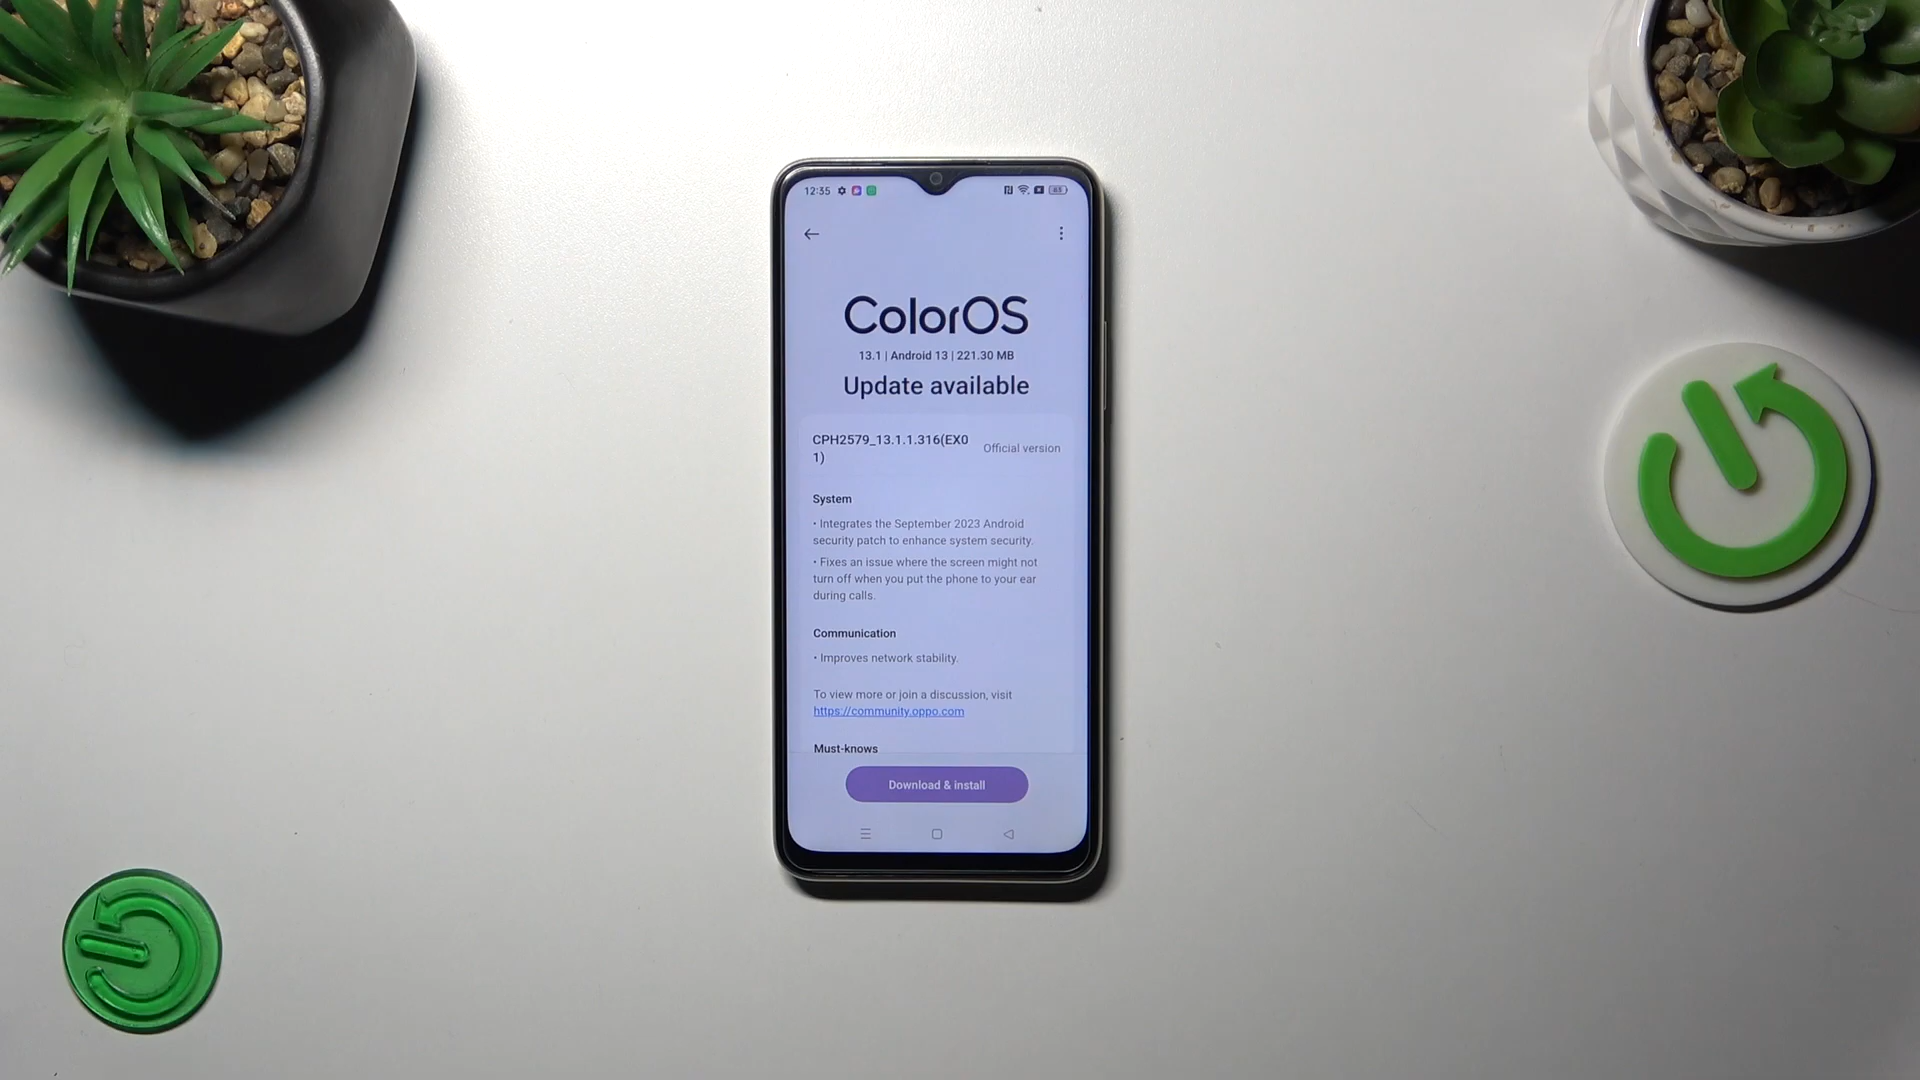 12:35
63
ColorOS
13.1 | Android 13 | 221.30 MB
Update available
CPH2579_13.1.1.316(EX0
1)
Official version
System
• Integrates the September 2023 Android
security patch to enhance system security.
• Fixes an issue where the screen might not
turn off when you put the phone to your ear
during calls.
Communication
• Improves network stability.
To view more or join a discussion, visit
https://community.oppo.com
Must-knows
Download & install